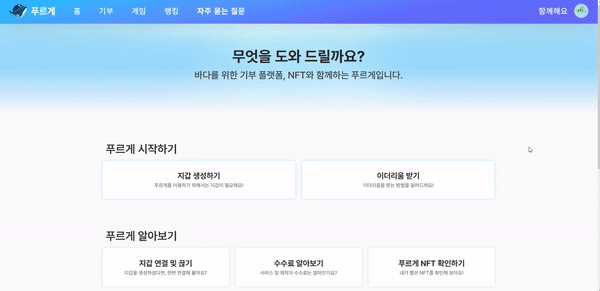 푸르게 홈 기부 게임 랭킹 자주 묻는 질문 함께해요
무엇을 도와 드릴까요?
바다를 위한 기부 플랫폼, NFT와 함께하는 푸르게입니다.
푸르게 시작하기
지갑 생성하기 이더리움 받기
푸르게를 이용하기 위해서는 지갑이 필요해요! 이더리움을 받는 방법을 알려드려요!
푸르게 알아보기
지갑 연결 및 끊기 수수료 알아보기 푸르게 NFT 확인하기
지갑을 생성하셨다면, 한번 연결해 볼까요? 서비스 및 제작자 수수료는 얼마인가요? 내가 뽑은 NFT를 확인해 보아요!